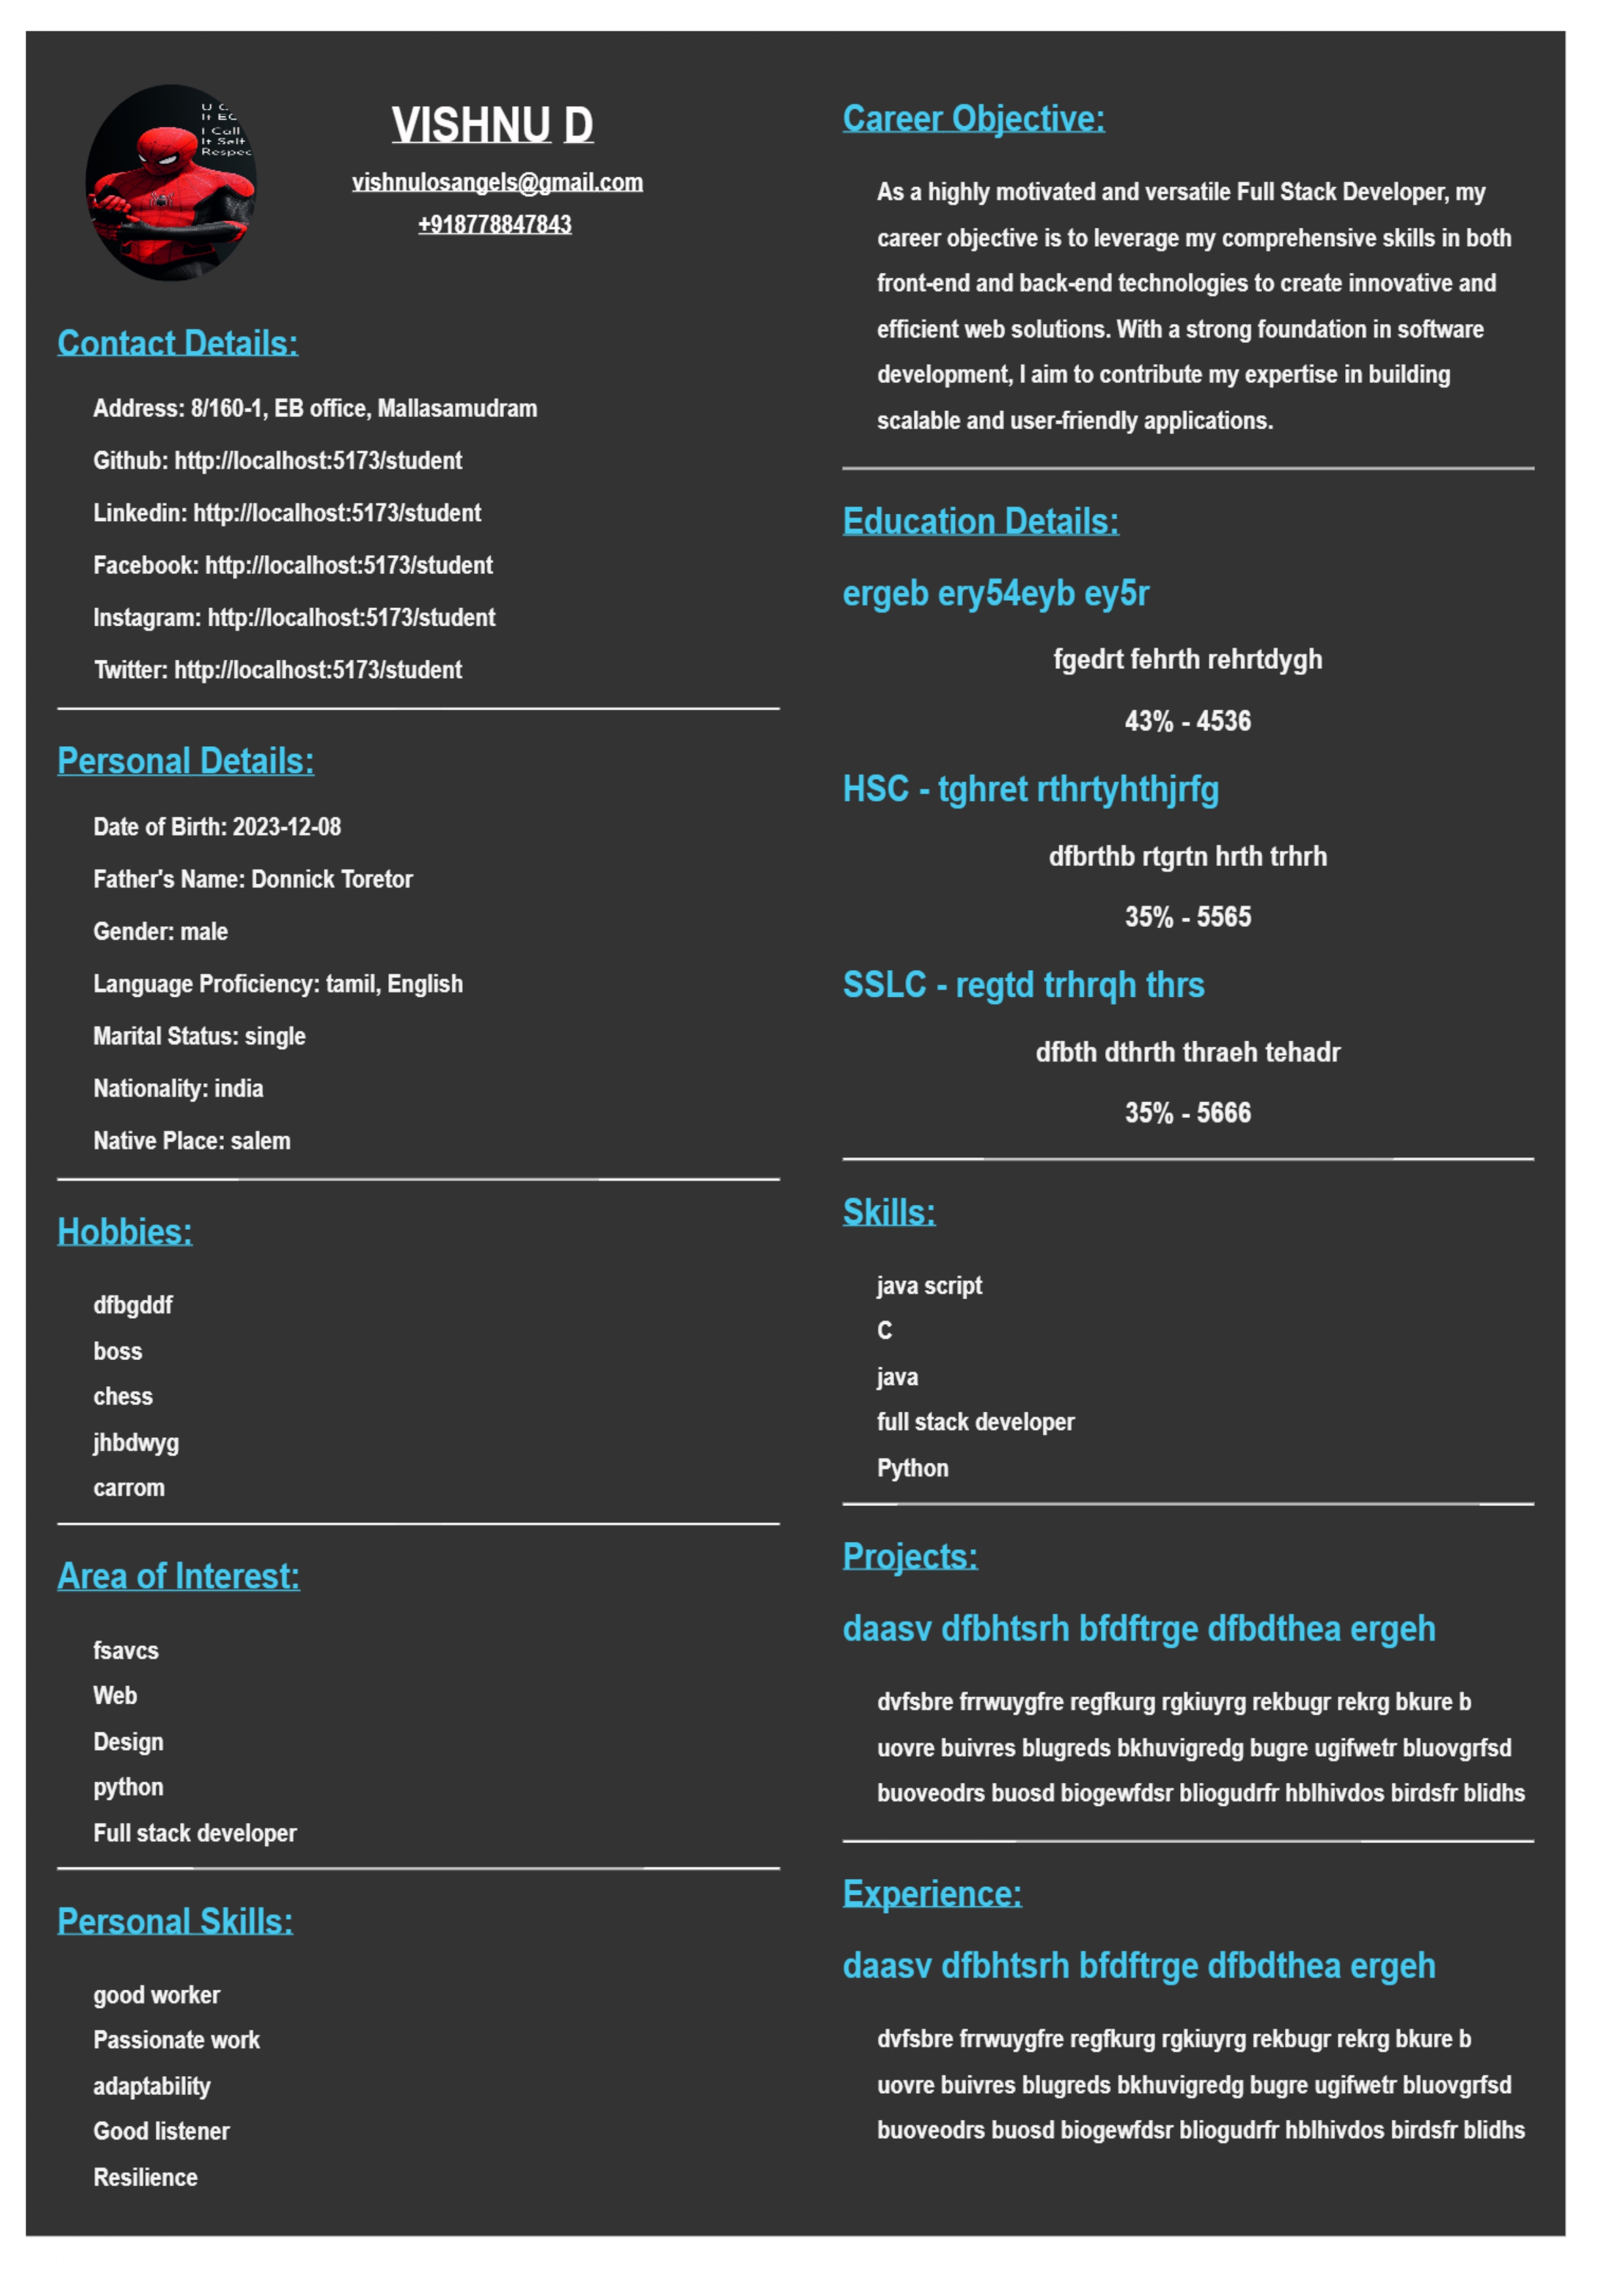 VISHNU D
vishnulosangels@gmail.com
+918778847843
I Call
It Self
Contact Details:
Address: 8/160-1, EB office, Mallasamudram
Github: http://localhost:5173/student
Linkedin: http://localhost:5173/student
Facebook: http://localhost:5173/student
Instagram: http://localhost:5173/student
Twitter: http://localhost:5173/student
Personal Details:
Date of Birth: 2023-12-08
Father's Name: Donnick Toretor
Gender: male
Language Proficiency: tamil, English
Marital Status: single
Nationality: india
Native Place: salem
Hobbies:
dfbgddf
boss
chess
jhbdwyg
carrom
Area of Interest:
fsavcs
Web
Design
python
Full stack developer
Personal Skills:
good worker
Passionate work
adaptability
Good listener
Resilience
Career Objective:
As a highly motivated and versatile Full Stack Developer, my
career objective is to leverage my comprehensive skills in both
front-end and back-end technologies to create innovative and
efficient web solutions. With a strong foundation in software
development, I aim to contribute my expertise in building
scalable and user-friendly applications.
Education Details:
ergeb ery54eyb ey5r
fgedrt fehrth rehrtdygh
43% - 4536
HSC - tghret rthrtyhthjrfg
dfbrthb rtgrtn hrth trhrh
35% - 5565
SSLC - regtd trhrqh thrs
dfbth dthrth thraeh tehadr
35% - 5666
Skills:
java script
C
java
full stack developer
Python
Projects:
daasv dfbhtsrh bfdftrge dfbdthea ergeh
dvfsbre frrwuygfre regfkurg rgkiuyrg rekbugr rekrg bkure b
uovre buivres blugreds bkhuvigredg bugre ugifwetr bluovgrfsd
buoveodrs buosd biogewfdsr bliogudrfr hblhivdos birdsfr blidhs
Experience:
daasv dfbhtsrh bfdftrge dfbdthea ergeh
dvfsbre frrwuygfre regfkurg rgkiuyrg rekbugr rekrg bkure b
uovre buivres blugreds bkhuvigredg bugre ugifwetr bluovgrfsd
buoveodrs buosd biogewfdsr bliogudrfr hblhivdos birdsfr blidhs